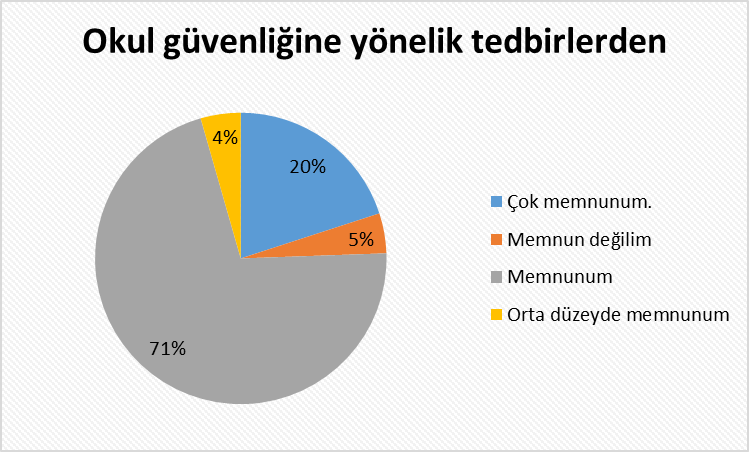 Okul güvenliğine yönelik tedbirlerden
4%
20%
5%
71%
Çok memnunum.
Memnun değilim
Memnunum
Orta düzeyde memnunum